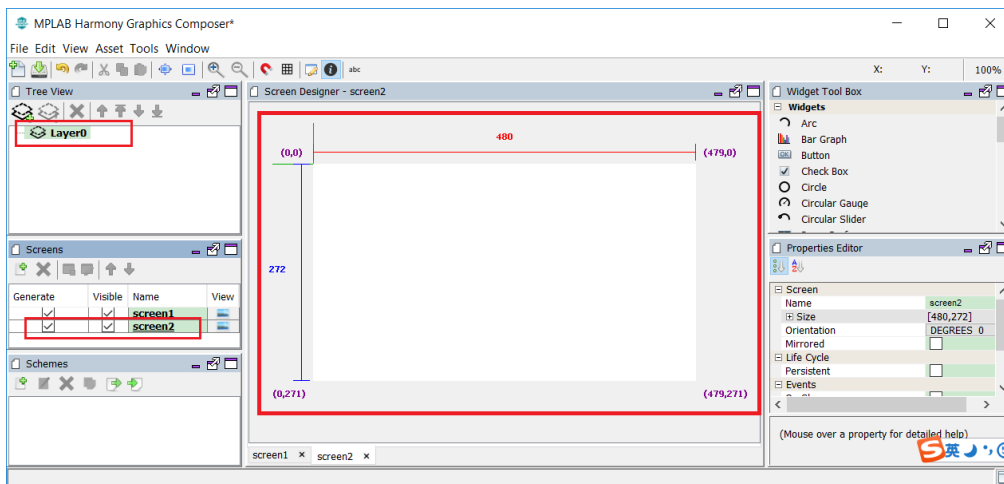 MPLAB Harmony Graphics Composer*
File Edit View Asset Tools Window
abc
X: Y: 100%
Tree View
Layer0
Screens
Generate Visible Name View
screen1
screen2
Schemes
Screen Designer - screen2
480
(0,0) (479,0)
272
(0,271) (479,271)
screen1 × screen2 ×
Widget Tool Box
Widgets
Arc
Bar Graph
OK Button
Check Box
Circle
Circular Gauge
Circular Slider
Properties Editor
Screen
Name screen2
Size [480,272]
Orientation DEGREES_0
Mirrored
Life Cycle
Persistent
Events
(Mouse over a property for detailed help)
英